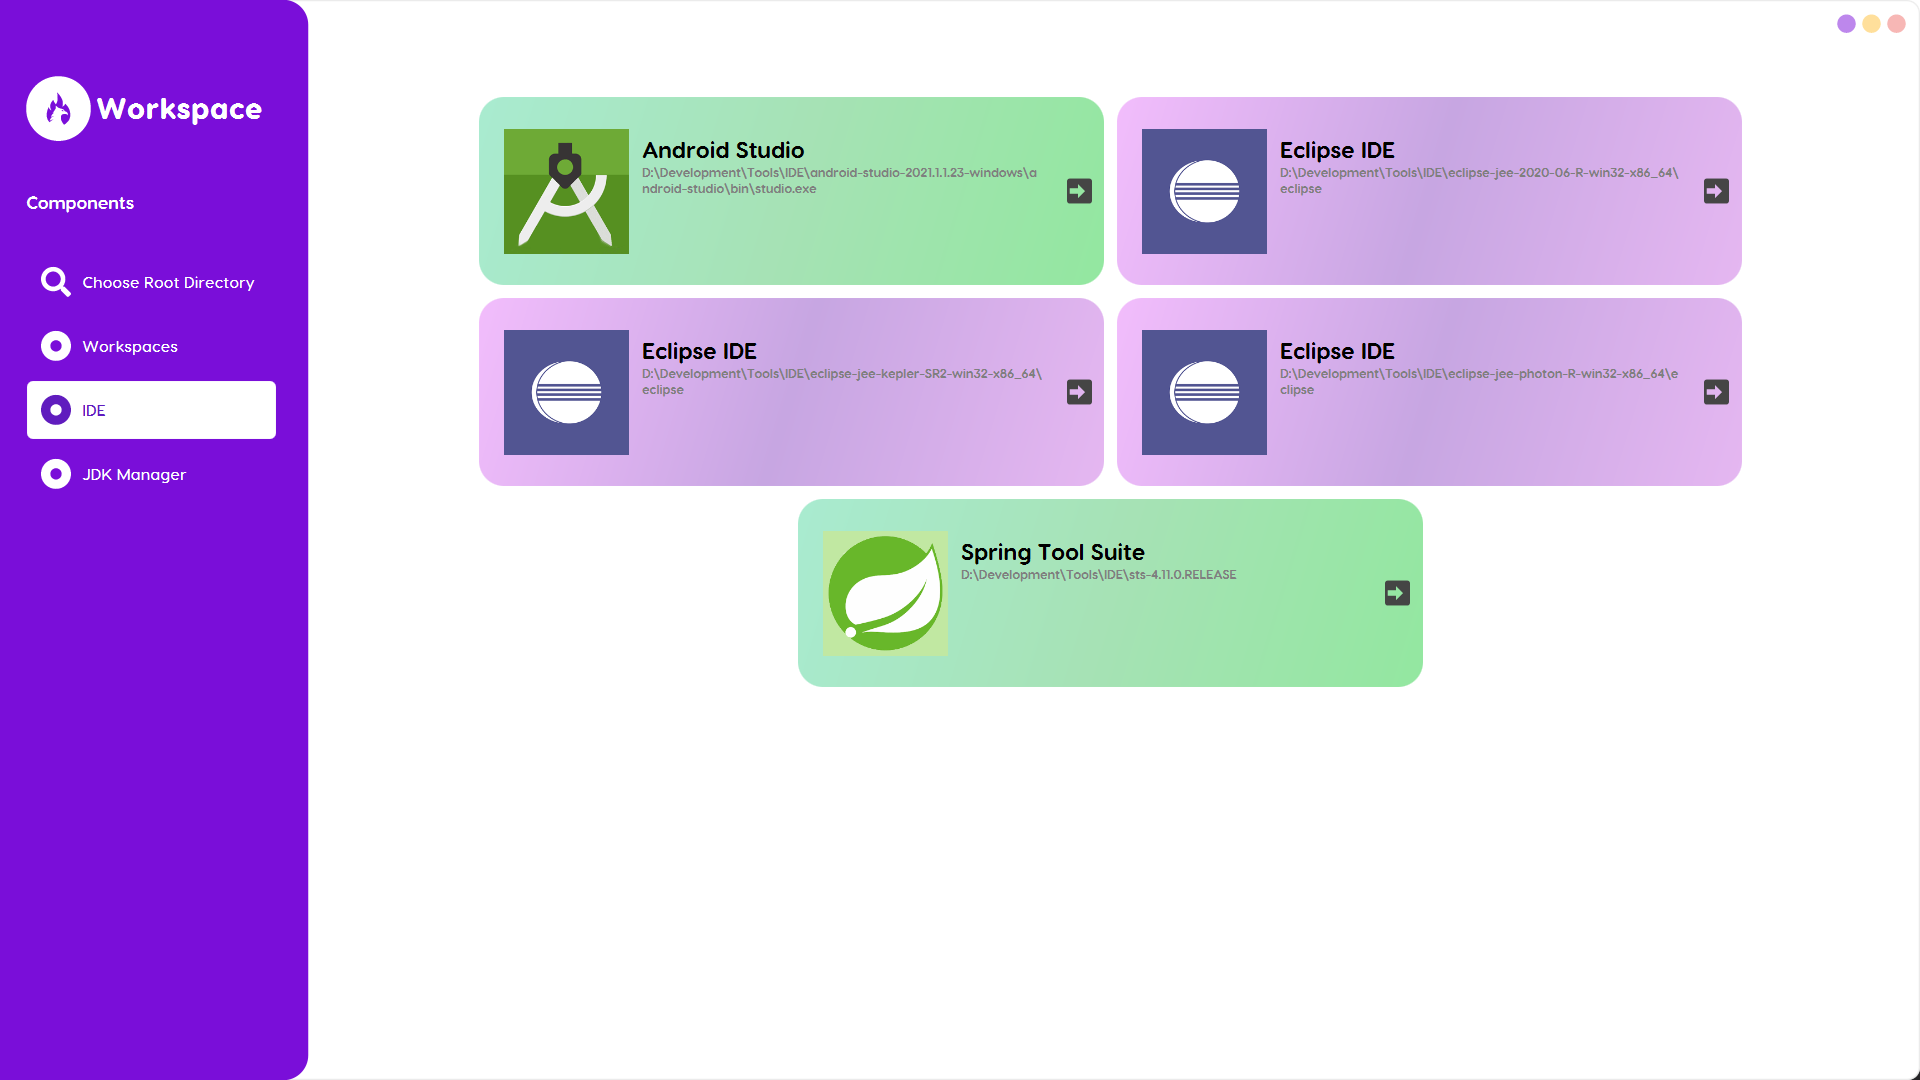 Workspace
Components
Choose Root Directory
Workspaces
IDE
JDK Manager
Android Studio
D:\Development\Tools\IDE\android-studio-2021.1.1.23-windows\a
ndroid-studio\bin\studio.exe
Eclipse IDE
D:\Development\Tools\IDE\eclipse-jee-2020-06-R-win32-x86_64\
eclipse
Eclipse IDE
D:\Development\Tools\IDE\eclipse-jee-kepler-SR2-win32-x86_64\
eclipse
Eclipse IDE
D:\Development\Tools\IDE\eclipse-jee-photon-R-win32-x86_64\e
clipse
Spring Tool Suite
D:\Development\Tools\IDE\sts-4.11.0.RELEASE